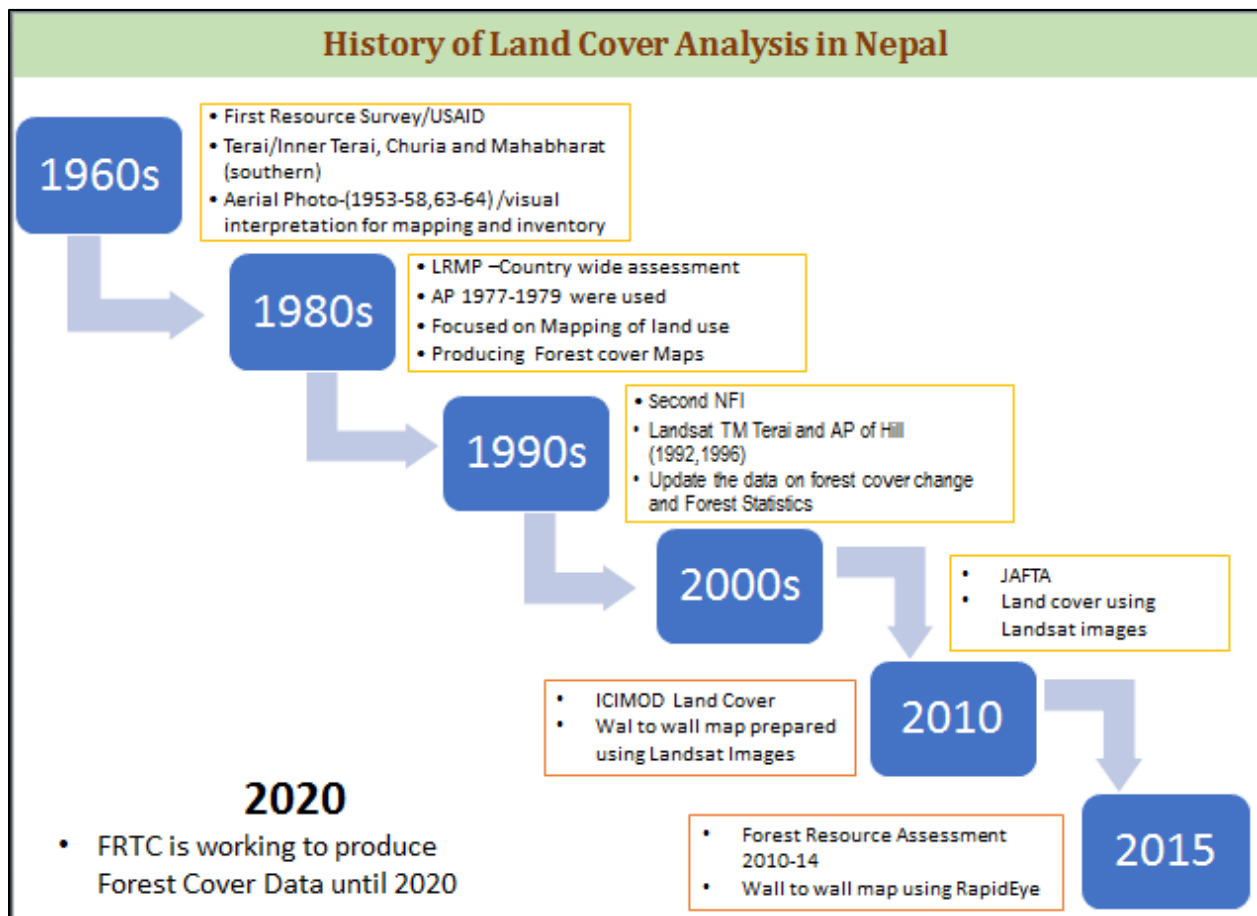 History of Land Cover Analysis in Nepal
1960s
• First Resource Survey/USAID
• Terai/Inner Terai, Churia and Mahabharat
(southern)
• Aerial Photo-(1953-58,63-64) /visual
interpretation for mapping and inventory
1980s
• LRMP –Country wide assessment
• AP 1977-1979 were used
• Focused on Mapping of land use
• Producing Forest cover Maps
1990s
• Second NFI
• Landsat TM Terai and AP of Hill
(1992,1996)
• Update the data on forest cover change
and Forest Statistics
2000s
• JAFTA
• Land cover using
Landsat images
2010
• ICIMOD Land Cover
• Wal to wall map prepared
using Landsat Images
2015
• Forest Resource Assessment
2010-14
• Wall to wall map using RapidEye
2020
• FRTC is working to produce
Forest Cover Data until 2020